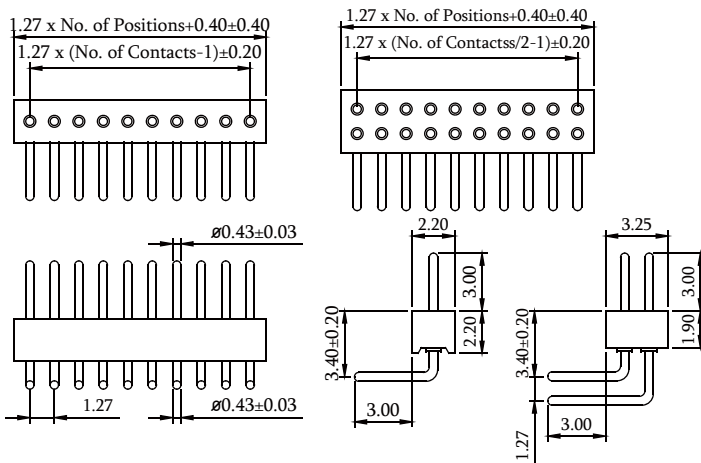 1.27 x No. of Positions+0.40±0.40
1.27 x (No. of Contacts-1)±0.20
1.27 x No. of Positions+0.40±0.40
1.27 x (No. of Contactss/2-1)±0.20
ø0.43±0.03
2.20
3.25
3.00
3.00
3.40±0.20
2.20
3.40±0.20
1.90
1.27
ø0.43±0.03
3.00
3.00
1.27